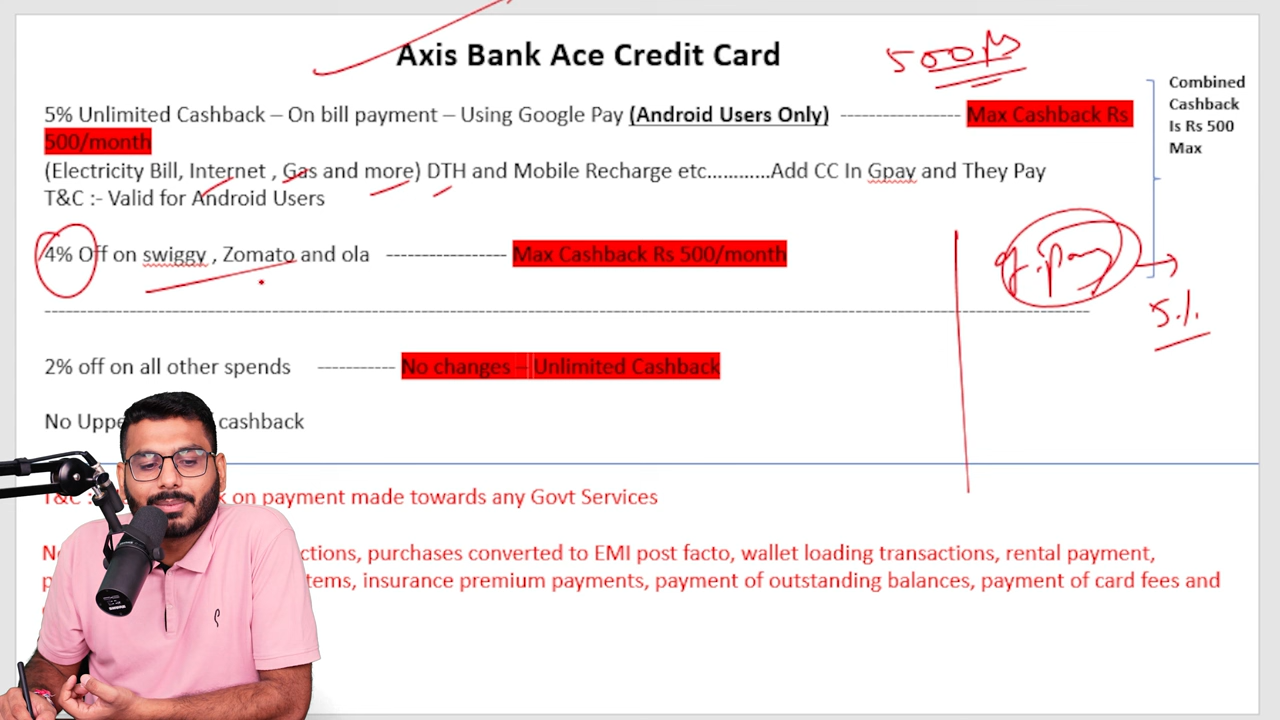 Axis Bank Ace Credit Card
500 Rs
5% Unlimited Cashback – On bill payment – Using Google Pay (Android Users Only) ---------------- Max Cashback Rs
500/month
(Electricity Bill, Internet , Gas and more) DTH and Mobile Recharge etc…………Add CC In Gpay and They Pay
T&C :- Valid for Android Users
Combined
Cashback
Is Rs 500
Max
4% Off on swiggy , Zomato and ola ---------------- Max Cashback Rs 500/month
g.pay
5%
2% off on all other spends ---------- No changes – Unlimited Cashback
No cashback
T&C : on payment made towards any Govt Services
purchases converted to EMI post facto, wallet loading transactions, rental payment,
insurance premium payments, payment of outstanding balances, payment of card fees and